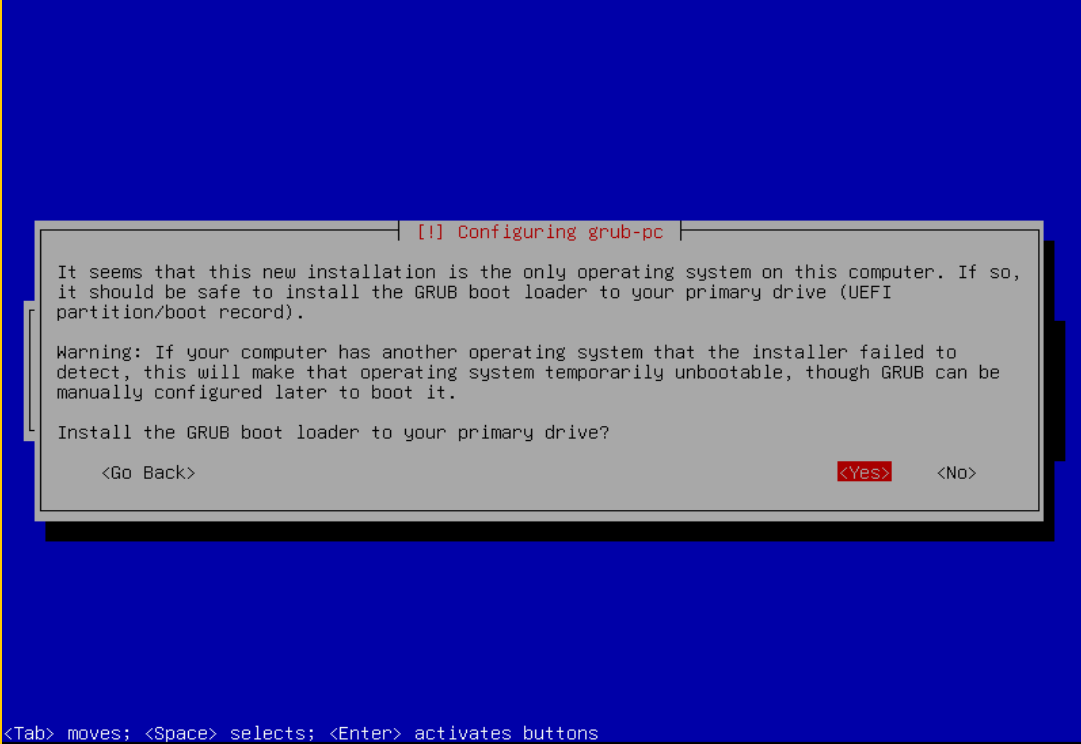 [!] Configuring grub-pc
It seems that this new installation is the only operating system on this computer. If so,
it should be safe to install the GRUB boot loader to your primary drive (UEFI
partition/boot record).
Warning: If your computer has another operating system that the installer failed to
detect, this will make that operating system temporarily unbootable, though GRUB can be
manually configured later to boot it.
Install the GRUB boot loader to your primary drive?
<Go Back> <Yes> <No>
<Tab> moves; <Space> selects; <Enter> activates buttons